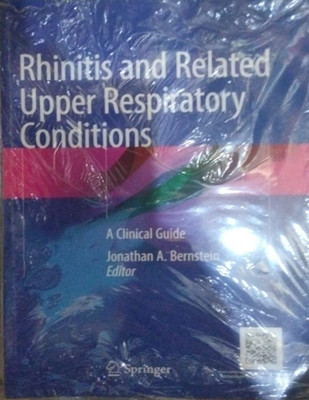 Rhinitis and Related
Upper Respiratory
Conditions
A Clinical Guide
Jonathan A. Bernstein
Editor
Springer